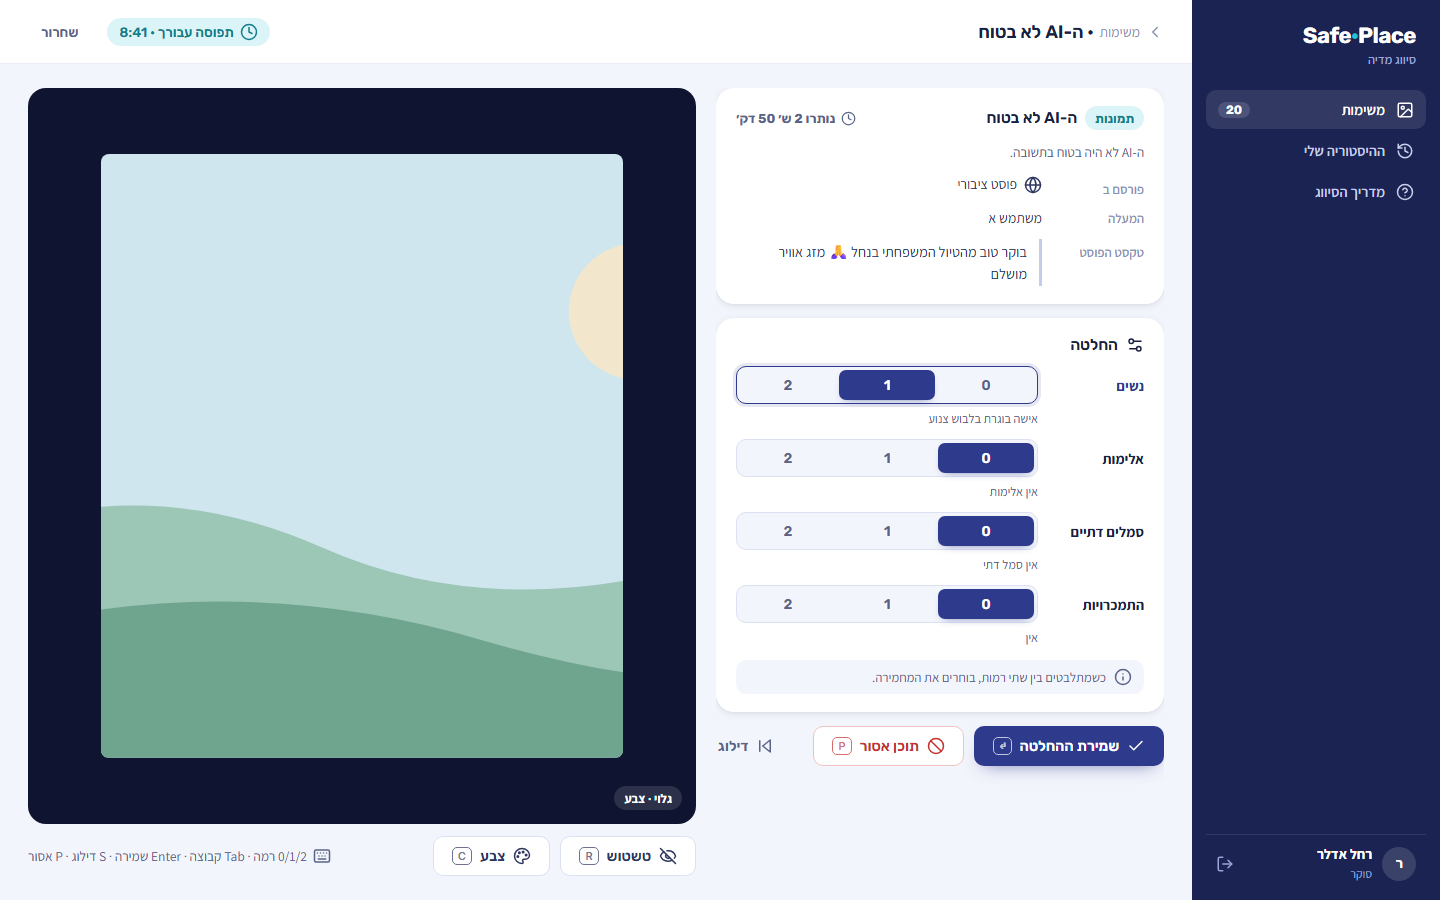 Safe•Place
סיווג מדיה
משימות 20
ההיסטוריה שלי
מדריך הסיווג
רחל אדלר
סוקר
ר
משימות • ה-AI לא בטוח
תפוסה עבורך • 8:41
שחרור
תמונות ה-AI לא בטוח
נותרו 2 ש׳ 50 דק׳
ה-AI לא היה בטוח בתשובה.
פורסם ב פוסט ציבורי
המעלה משתמש א
טקסט הפוסט בוקר טוב מהטיול המשפחתי בנחל 🙏 מזג אוויר
מושלם
החלטה
נשים 0 1 2
אישה בוגרת בלבוש צנוע
אלימות 0 1 2
אין אלימות
סמלים דתיים 0 1 2
אין סמל דתי
התמכרויות 0 1 2
אין
כשמתלבטים בין שתי רמות, בוחרים את המחמירה.
שמירת ההחלטה ⏎
תוכן אסור P
דילוג
גלוי · צבע
טשטוש R
צבע C
0/1/2 רמה · Tab קבוצה · Enter שמירה · S דילוג · P אסור